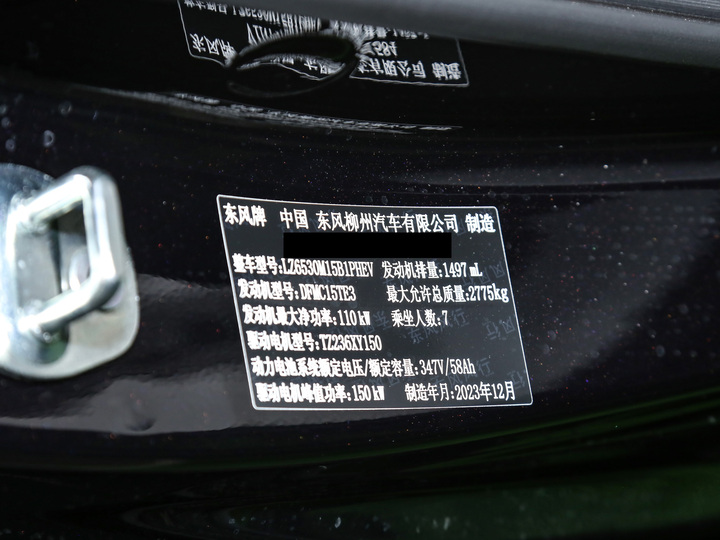 东风牌 中国 东风柳州汽车有限公司 制造
整车型号:LZ6530M15B1PHEV 发动机排量:1497 mL
发动机型号:DFMC15TE3 最大允许总质量:2775kg
发动机最大净功率:110 kW 乘坐人数:7
驱动电机型号:TZ236XY150
动力电池系统额定电压/额定容量:347V/58Ah
驱动电机峰值功率:150 kW 制造年月:2023年12月